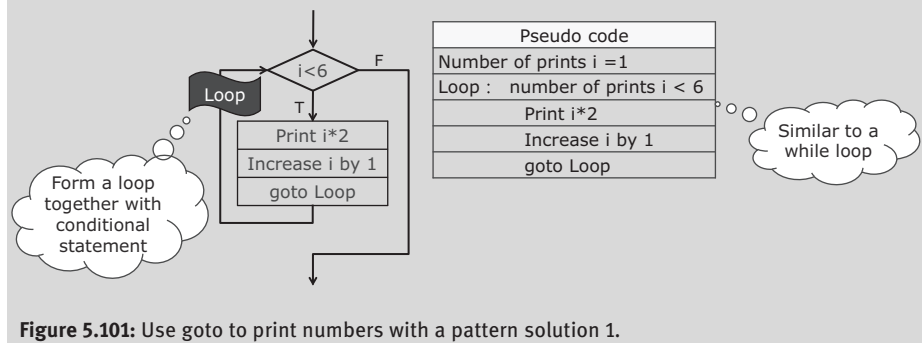 i<6
F
T
Loop
Print i*2
Increase i by 1
goto Loop
Form a loop
together with
conditional
statement
Pseudo code
Number of prints i =1
Loop : number of prints i < 6
Print i*2
Increase i by 1
goto Loop
Similar to a
while loop
Figure 5.101: Use goto to print numbers with a pattern solution 1.